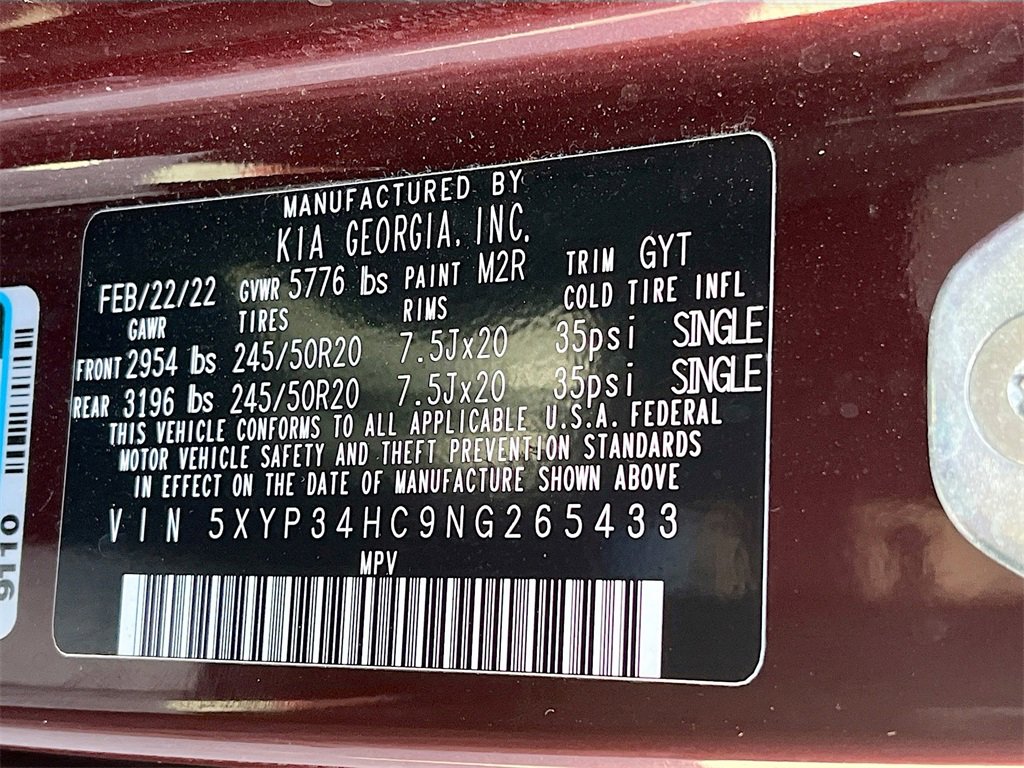 MANUFACTURED BY
KIA GEORGIA, INC.
FEB/22/22 GVWR 5776 lbs PAINT M2R TRIM GYT
GAWR TIRES RIMS COLD TIRE INFL
FRONT 2954 lbs 245/50R20 7.5Jx20 35psi SINGLE
REAR 3196 lbs 245/50R20 7.5Jx20 35psi SINGLE
THIS VEHICLE CONFORMS TO ALL APPLICABLE U.S.A. FEDERAL
MOTOR VEHICLE SAFETY AND THEFT PREVENTION STANDARDS
IN EFFECT ON THE DATE OF MANUFACTURE SHOWN ABOVE
VIN 5XYP34HC9NG265433
MPV
9110